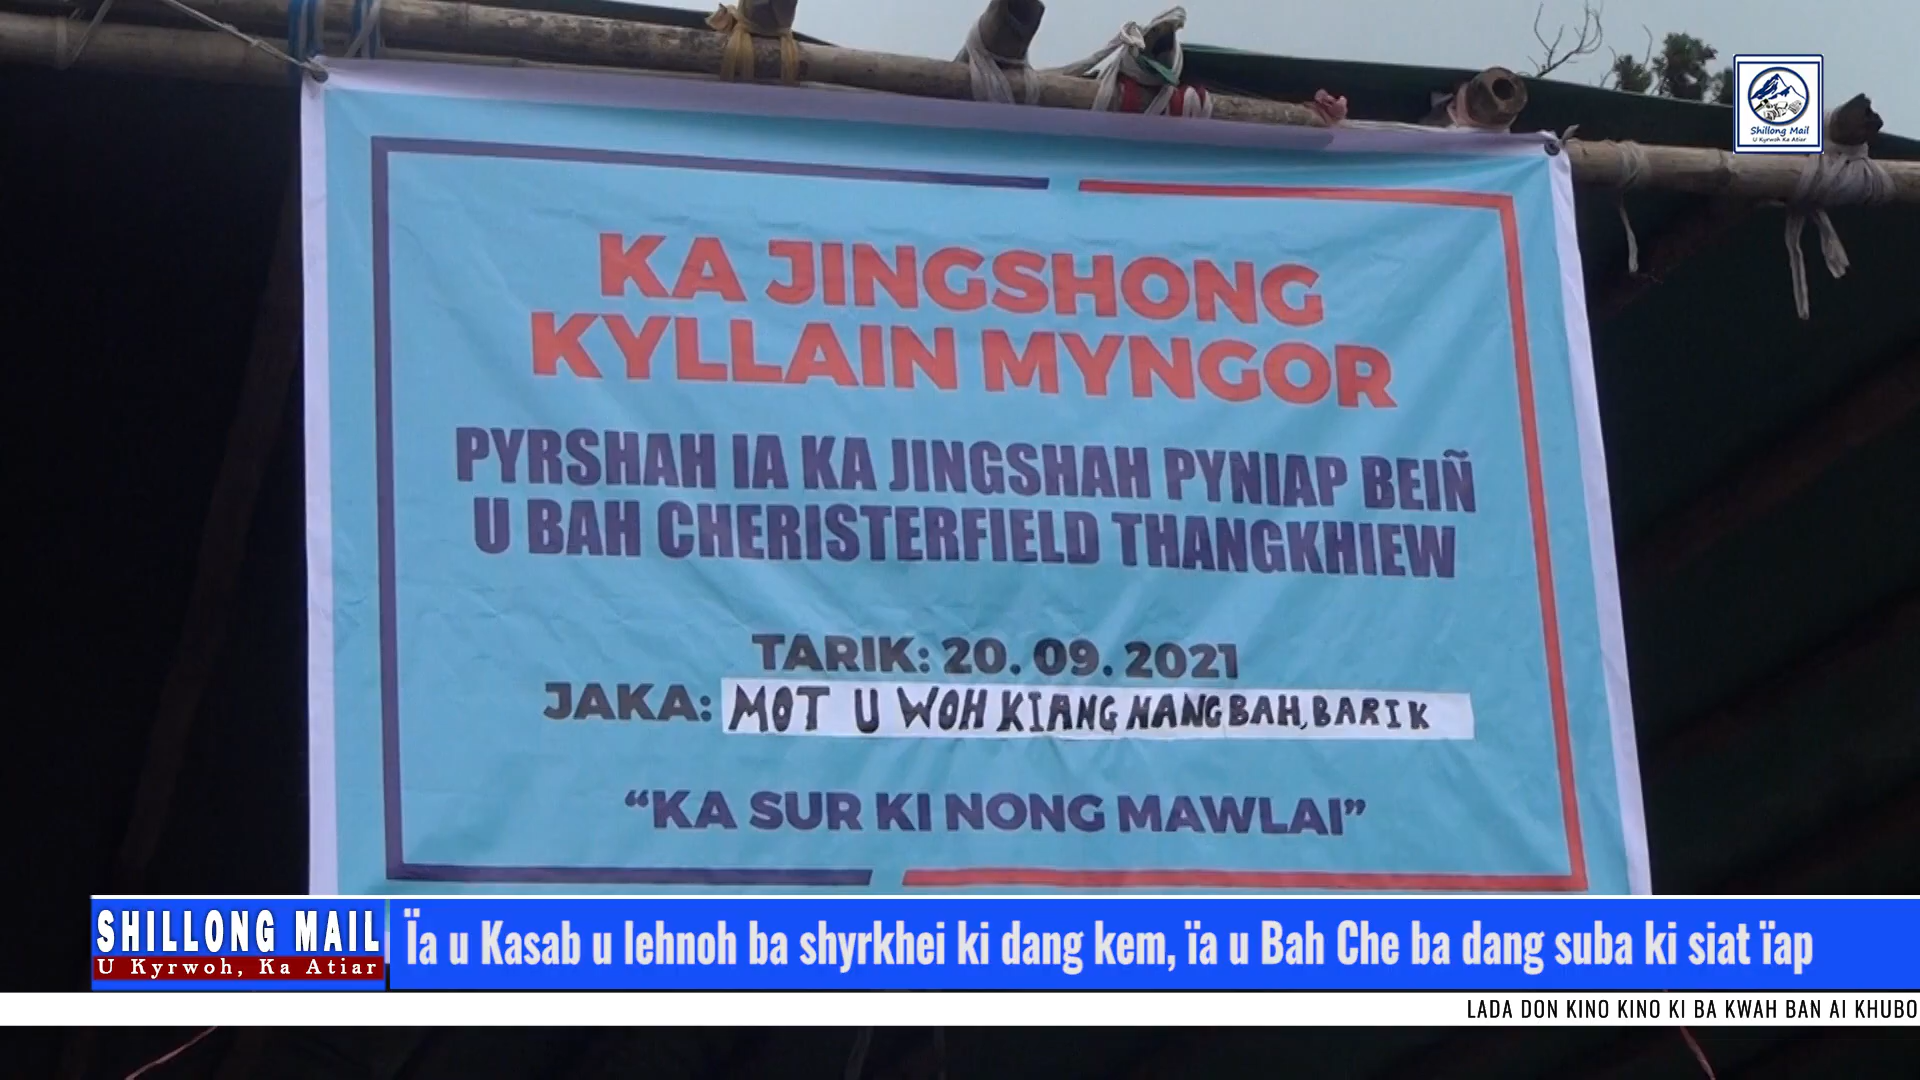 Shillong Mail
U Kyrwoh Ka Atiar
KA JINGSHONG
KYLLAIN MYNGOR
PYRSHAH IA KA JINGSHAH PYNIAP BEIÑ
U BAH CHERISTERFIELD THANGKHIEW
TARIK: 20.09.2021
JAKA: MOT U WOH KIANG NANGBAH, BARIK
"KA SUR KI NONG MAWLAI"
SHILLONG MAIL
U Kyrwoh, Ka Atiar
Ïa u Kasab u lehnoh ba shyrkhei ki dang kem, ïa u Bah Che ba dang suba ki siat ïap
LADA DON KINO KINO KI BA KWAH BAN AI KHUBO